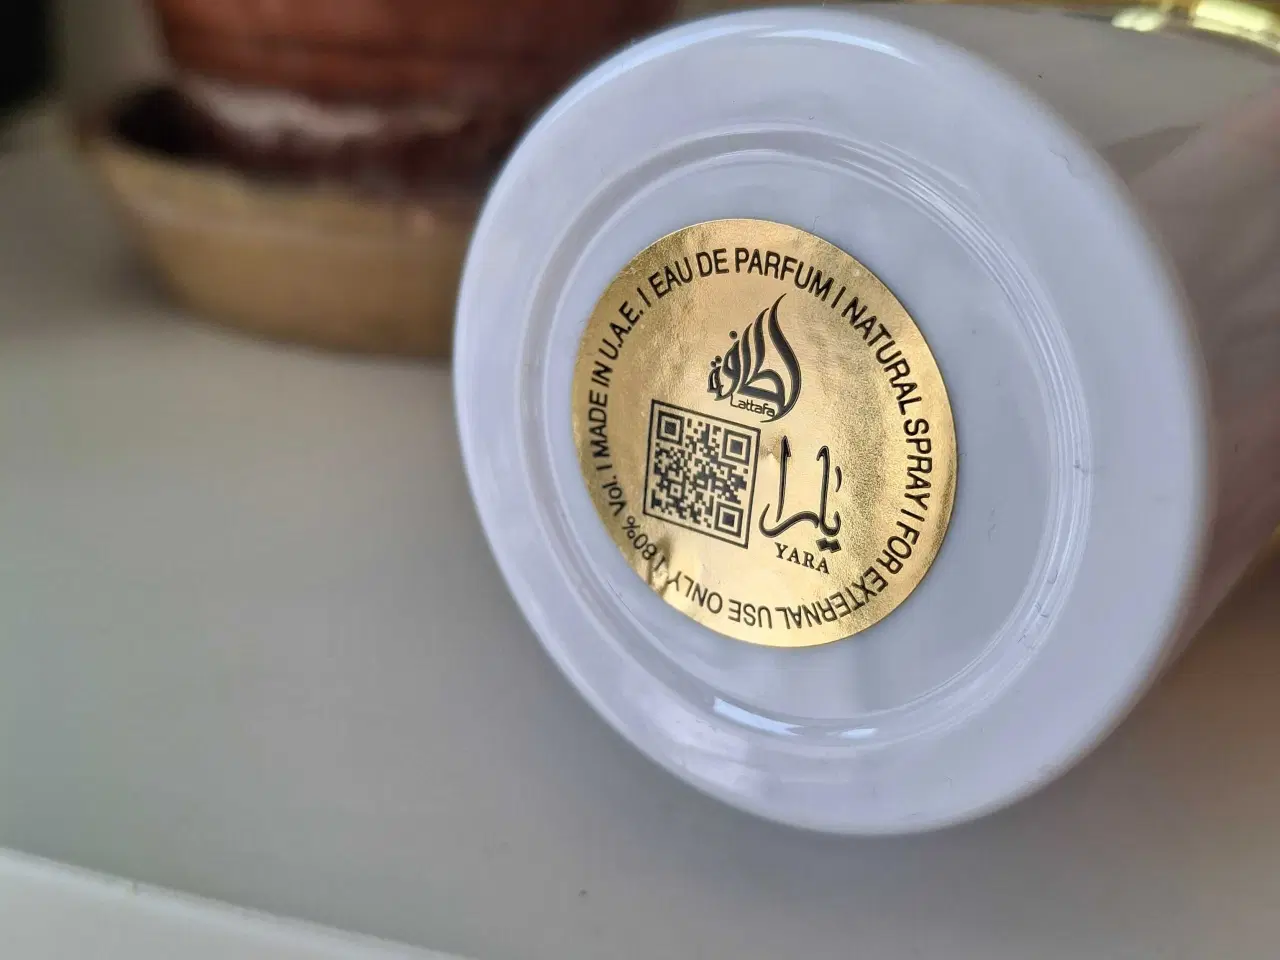 EAU DE PARFUM | NATURAL SPRAY | FOR EXTERNAL USE ONLY | 80% Vol. | MADE IN U.A.E. |
لطافة
Lattafa
يارا
YARA